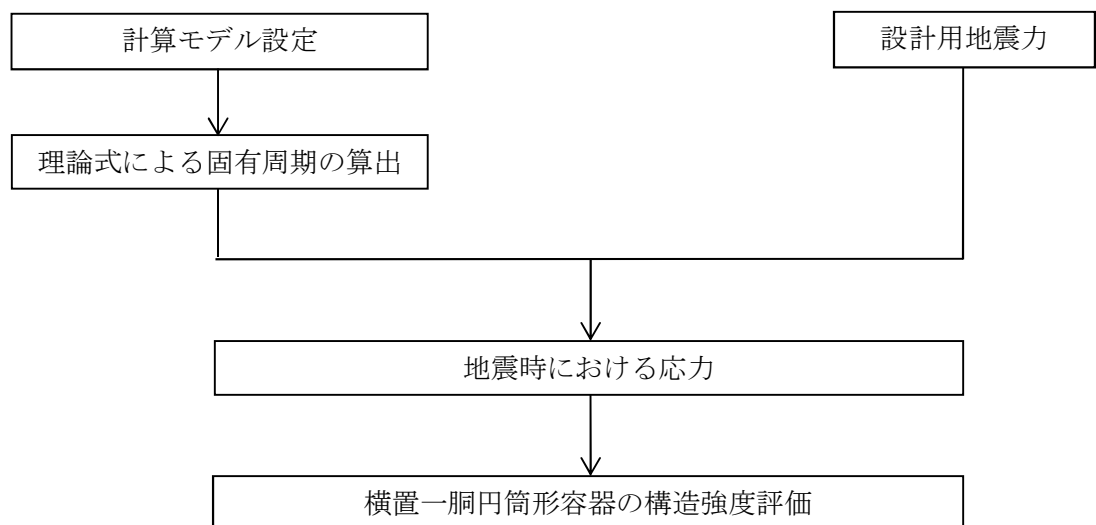 計算モデル設定
設計用地震力
理論式による固有周期の算出
地震時における応力
横置一胴円筒形容器の構造強度評価